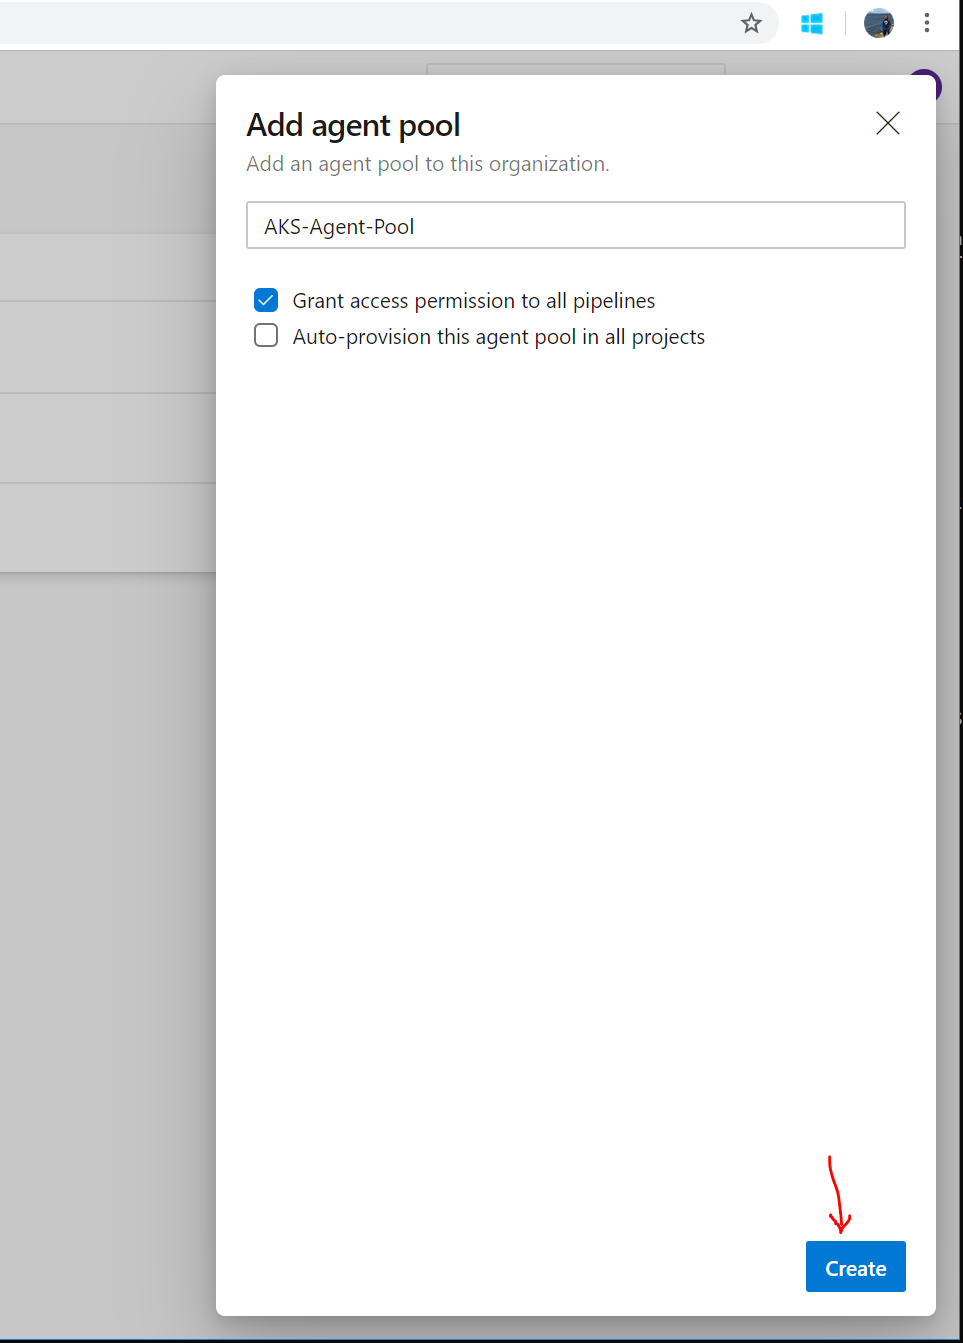 Add agent pool
Add an agent pool to this organization.
AKS-Agent-Pool
Grant access permission to all pipelines
Auto-provision this agent pool in all projects
Create